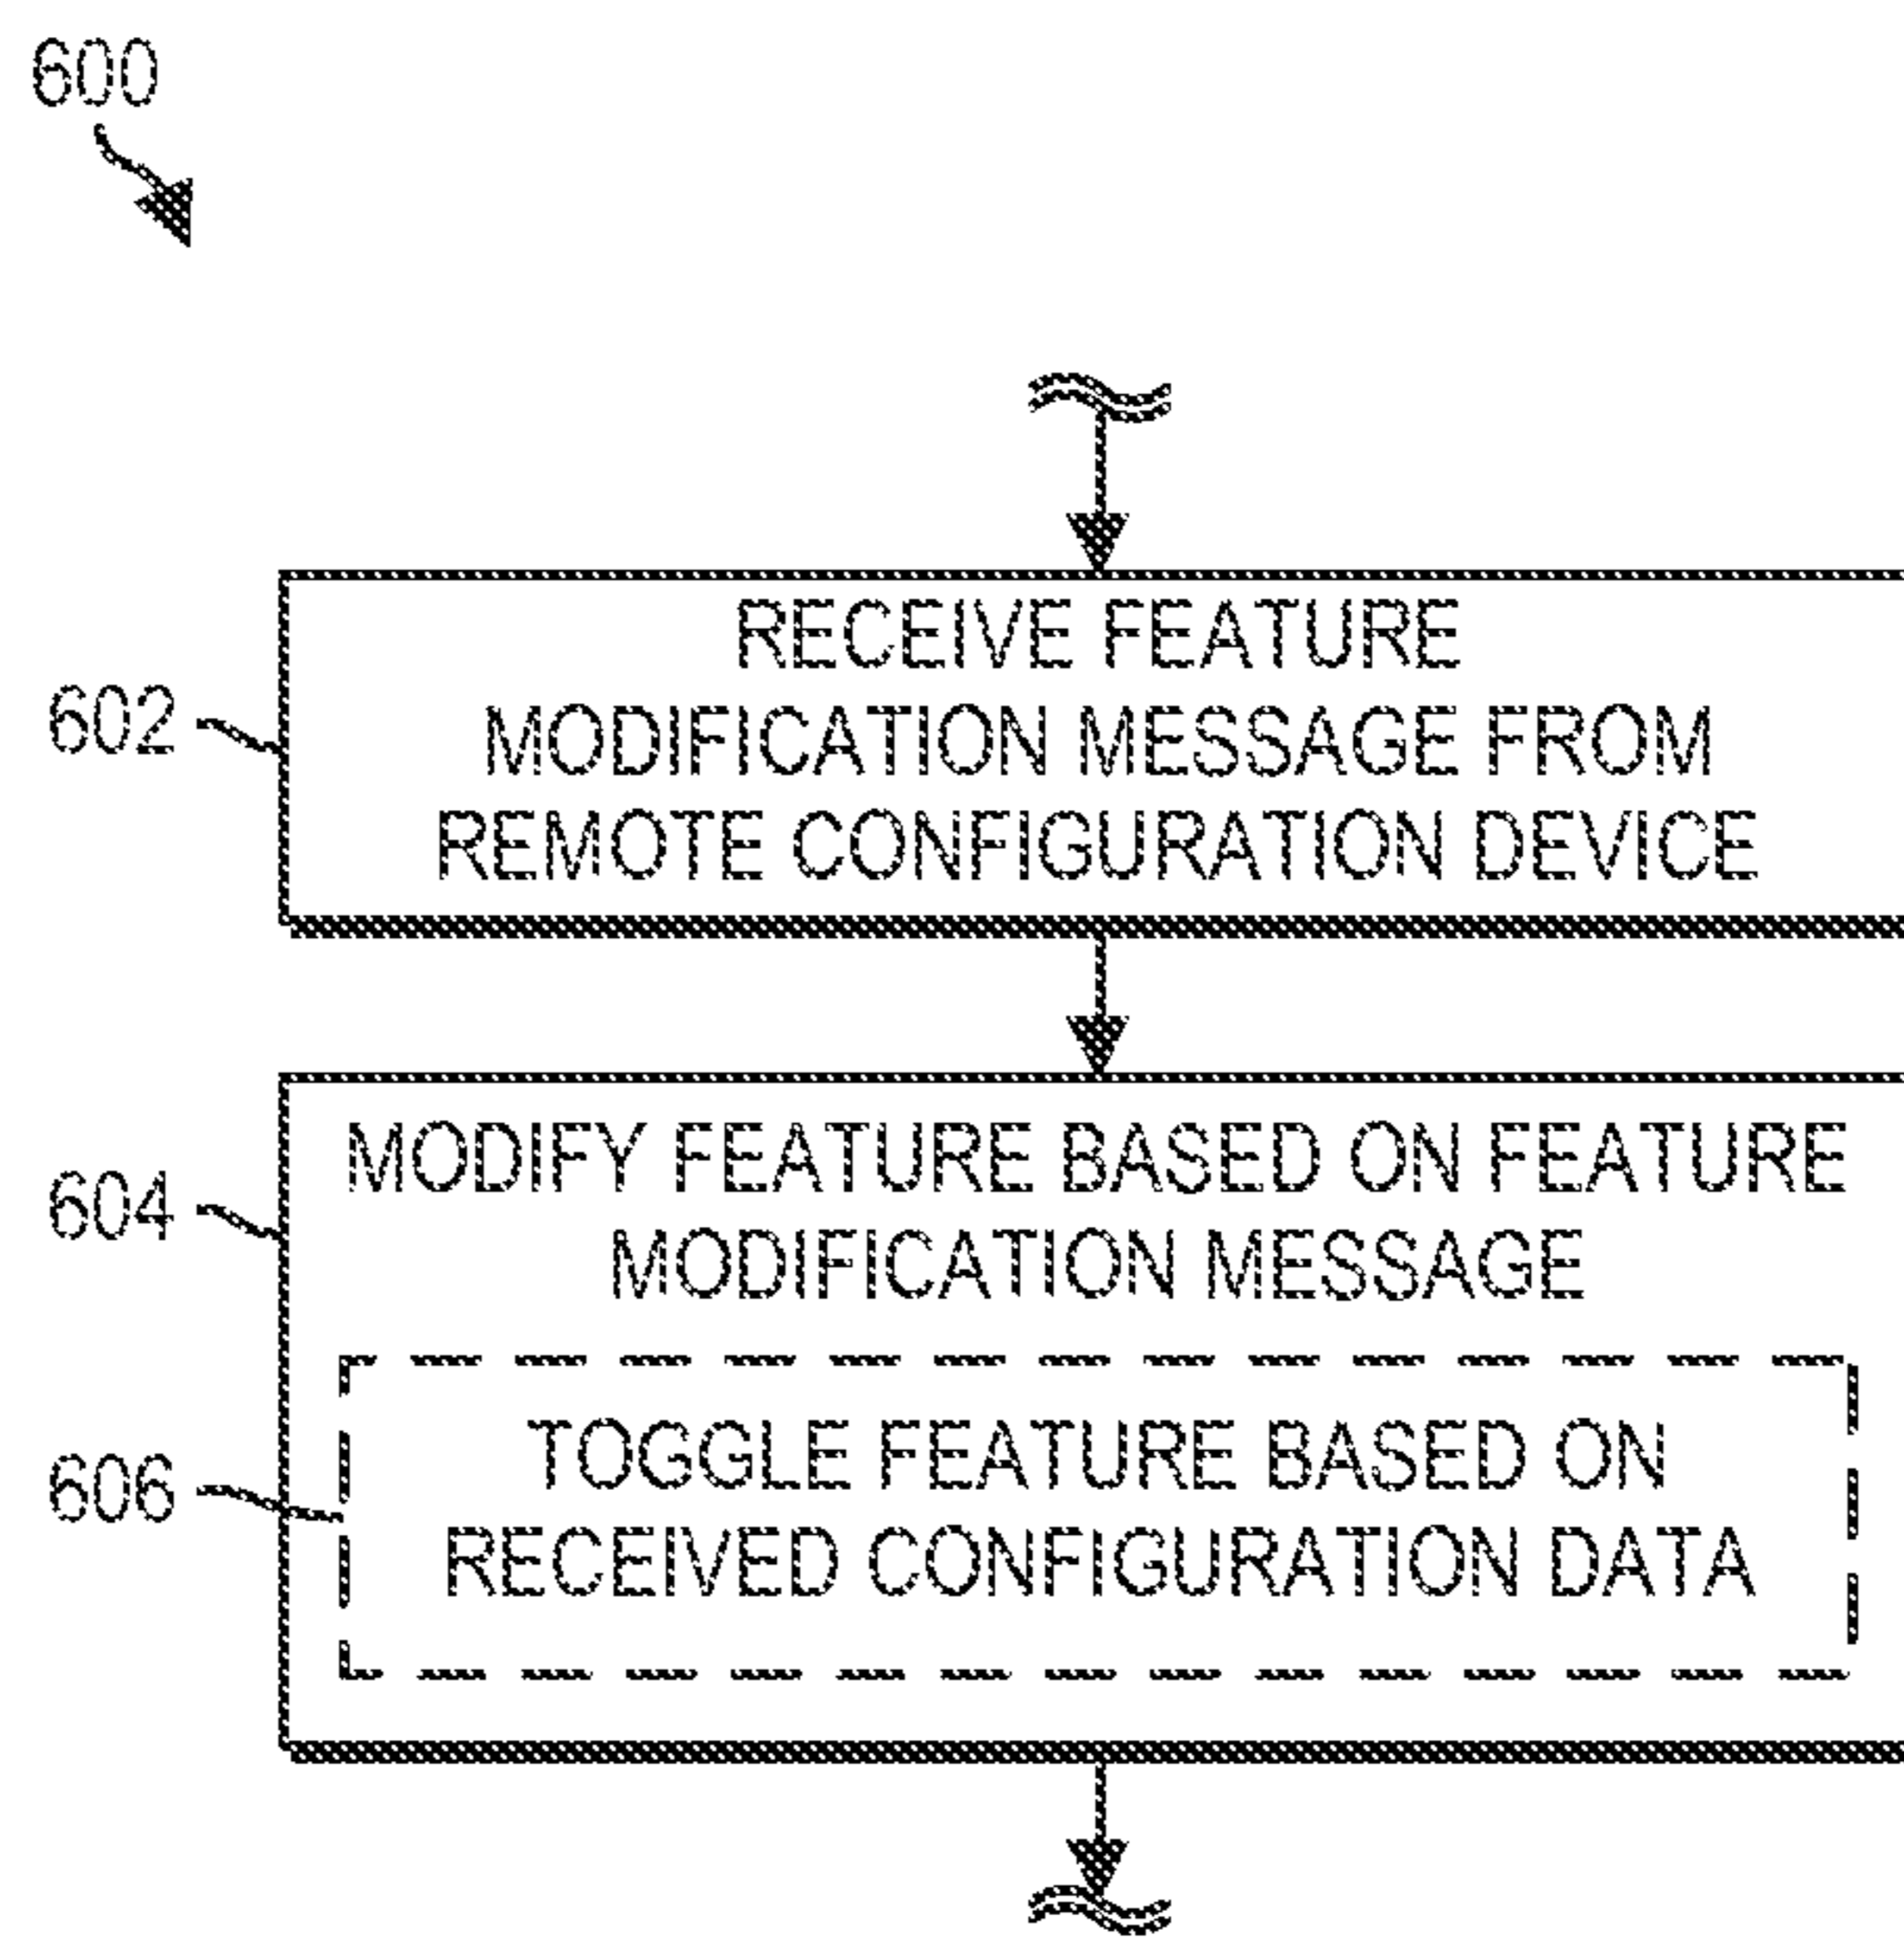 600
602
RECEIVE FEATURE
MODIFICATION MESSAGE FROM
REMOTE CONFIGURATION DEVICE
604
MODIFY FEATURE BASED ON FEATURE
MODIFICATION MESSAGE
606
TOGGLE FEATURE BASED ON
RECEIVED CONFIGURATION DATA